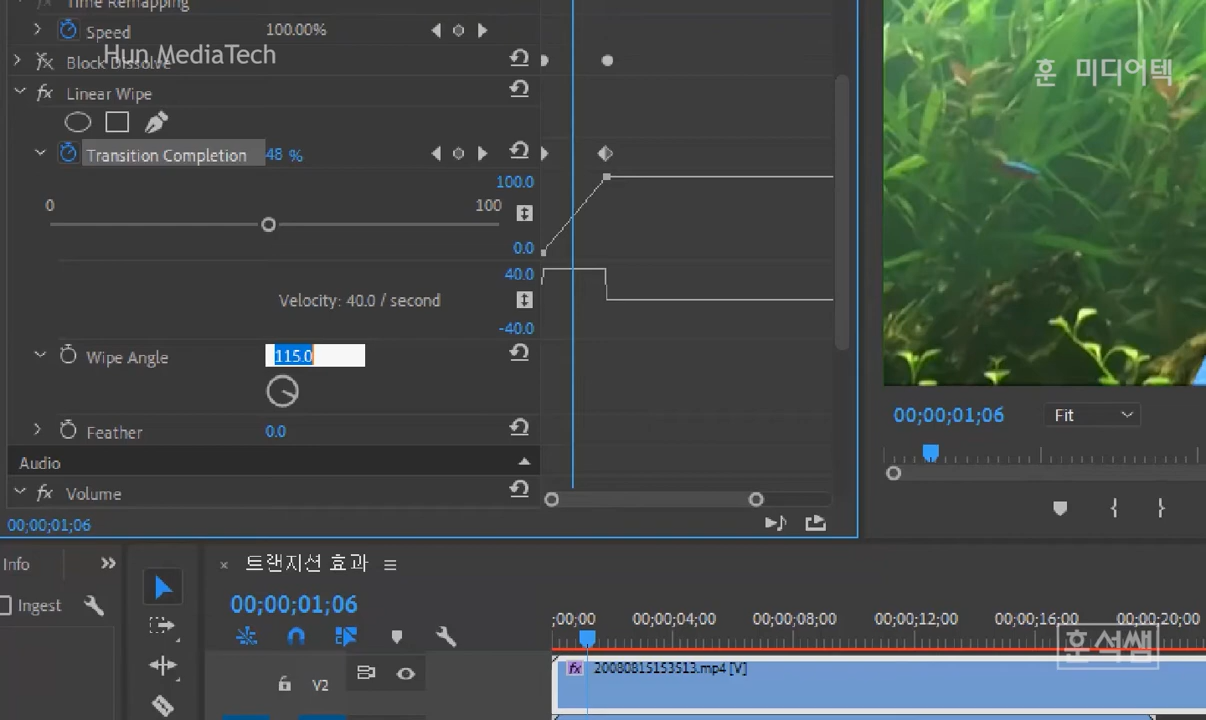 Time Remapping
Speed 100.00%
Block Dissolve
Hun MediaTech
훈 미디어텍
Linear Wipe
Transition Completion 48 %
100.0
0 100
0.0
40.0
Velocity: 40.0 / second
-40.0
Wipe Angle 115.0
Feather 0.0
Audio
Volume
00;00;01;06
00;00;01;06 Fit
Info
트랜지션 효과
Ingest
00;00;01;06
;00;00 00;00;04;00 00;00;08;00 00;00;12;00 00;00;16;00 00;00;20;00
훈석쌤
fx 20080815153513.mp4 [V]
V2